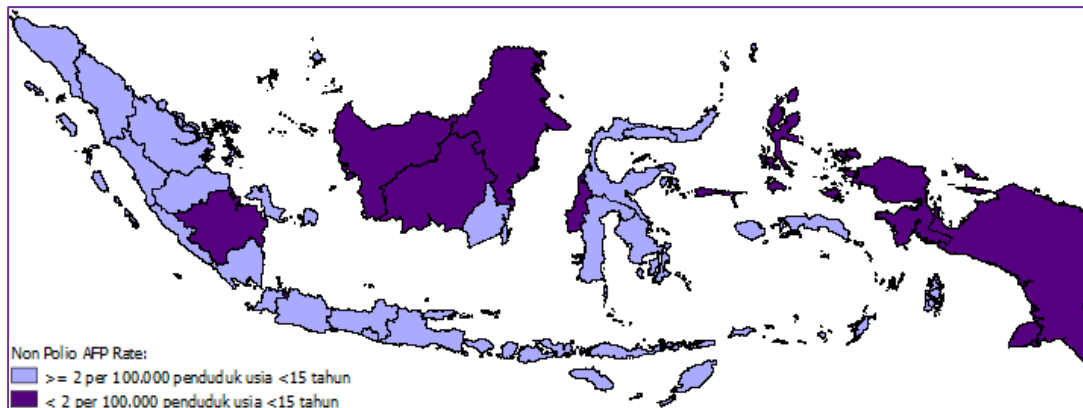 Non Polio AFP Rate:
>= 2 per 100.000 penduduk usia <15 tahun
< 2 per 100.000 penduduk usia <15 tahun